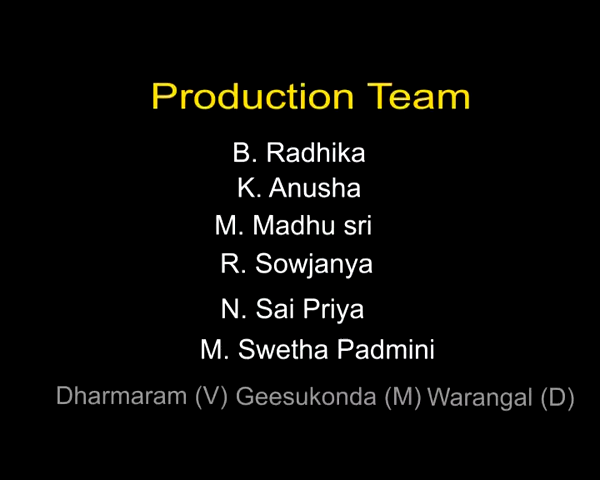 Production Team
B. Radhika
K. Anusha
M. Madhu sri
R. Sowjanya
N. Sai Priya
M. Swetha Padmini
Dharmaram (V) Geesukonda (M) Warangal (D)